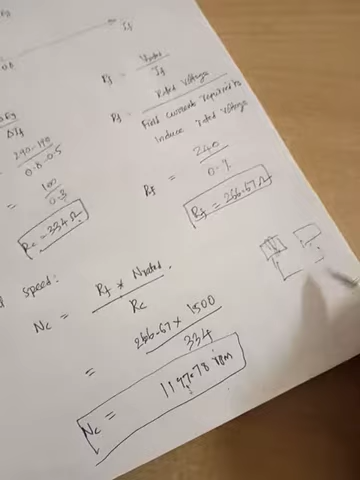 If
Rf = Vrated / If
Rf = Rated Voltage / Field current required to induce rated voltage
ΔIf
290-190 / 0.8-0.5
= 100 / 0.3
Rc = 334 Ω
Rf = 240 / 0.9
Rf = 266.67 Ω
speed:
Nc = Rf * Nrated / Rc
= 266.67 x 1500 / 334
Nc = 1197.78 rpm